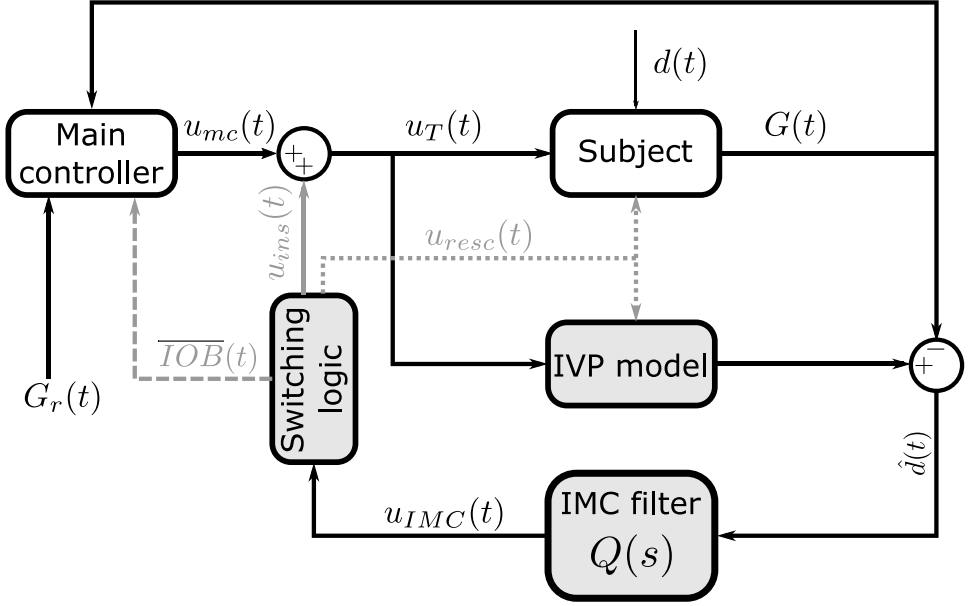 d(t)
Main
controller
u_{mc}(t)
+
+
u_T(t)
Subject
G(t)
u_{ins}(t)
u_{resc}(t)
\overline{IOB}(t)
G_r(t)
Switching
logic
IVP model
+
−
\hat{d}(t)
u_{IMC}(t)
IMC filter
Q(s)